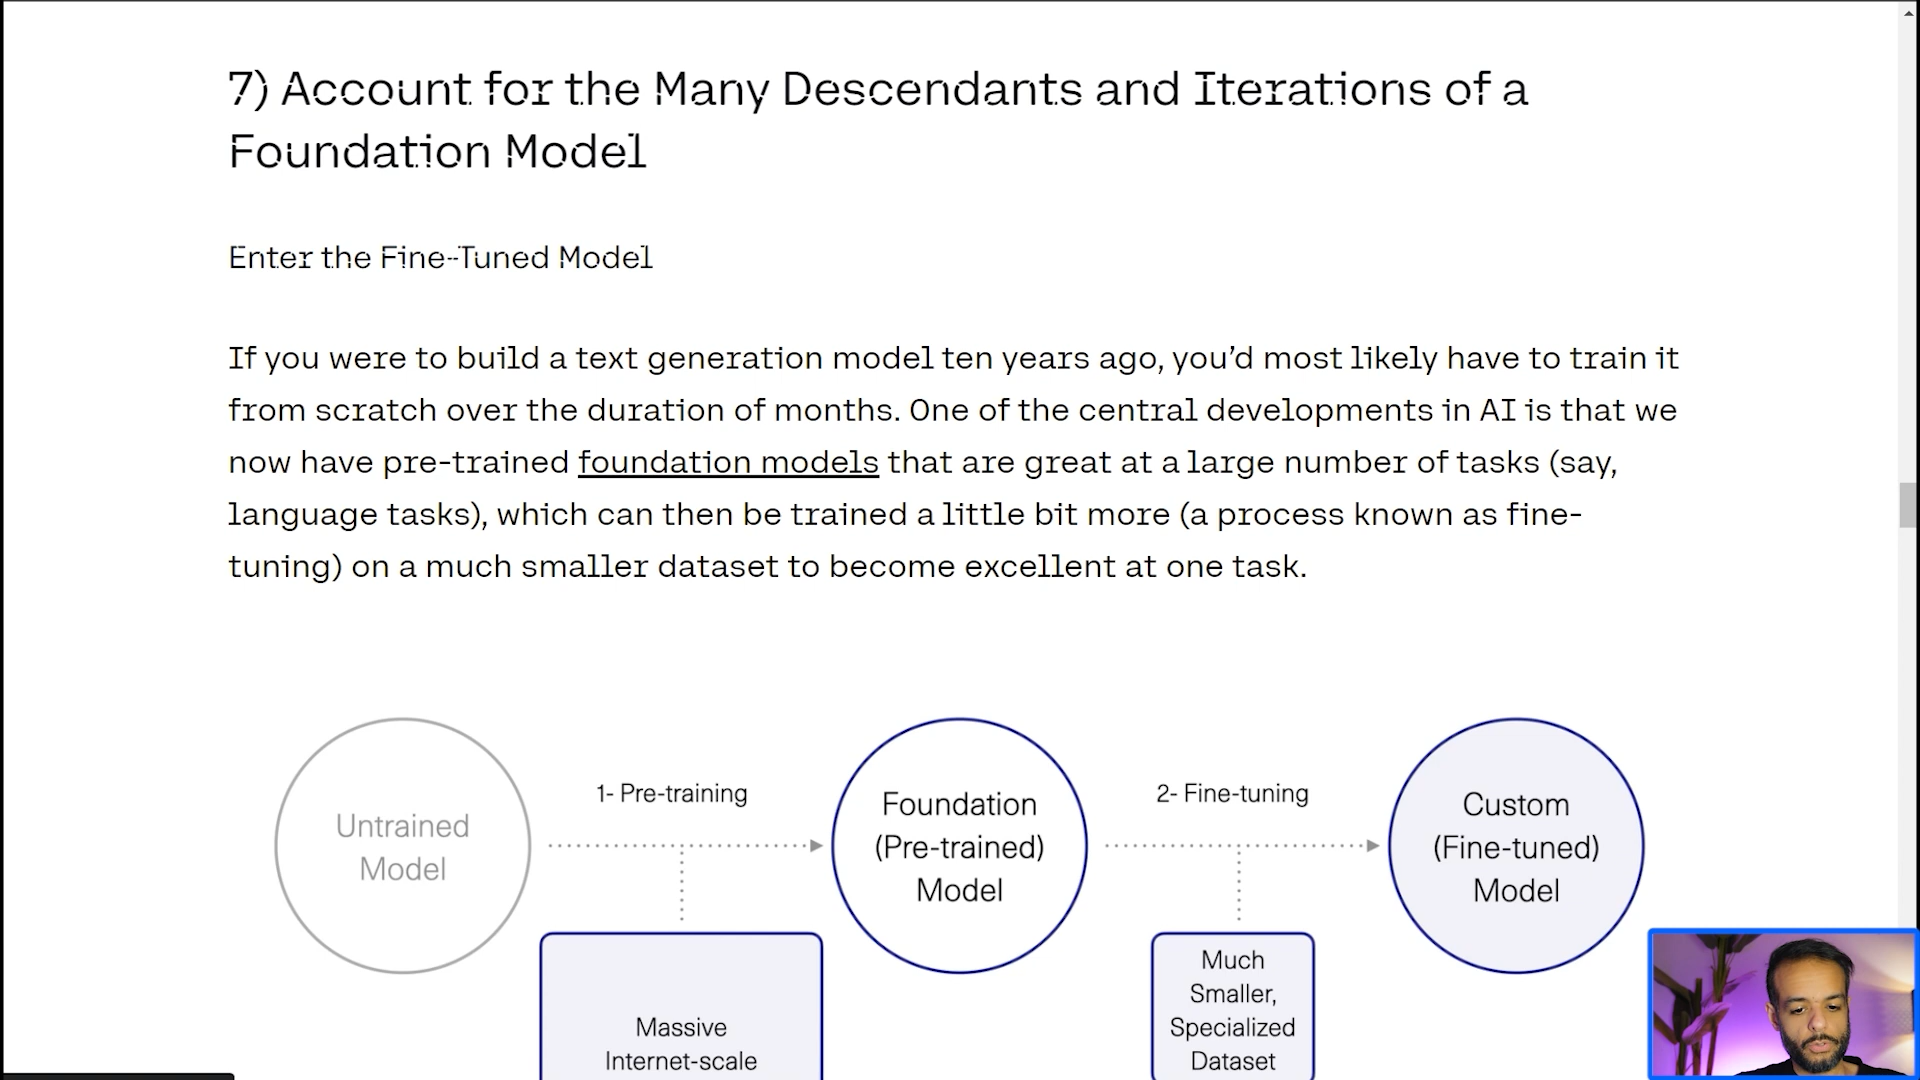 7) Account for the Many Descendants and Iterations of a
Foundation Model
Enter the Fine-Tuned Model
If you were to build a text generation model ten years ago, you’d most likely have to train it
from scratch over the duration of months. One of the central developments in AI is that we
now have pre-trained foundation models that are great at a large number of tasks (say,
language tasks), which can then be trained a little bit more (a process known as fine-
tuning) on a much smaller dataset to become excellent at one task.
Untrained
Model
1- Pre-training
Massive
Internet-scale
Foundation
(Pre-trained)
Model
2- Fine-tuning
Much
Smaller,
Specialized
Dataset
Custom
(Fine-tuned)
Model